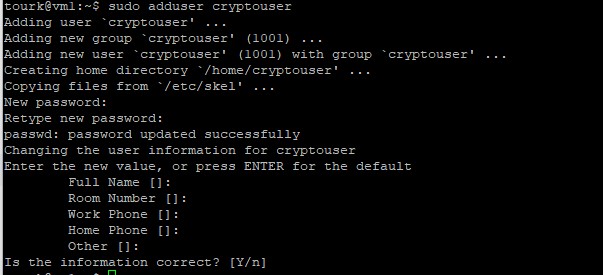 tourk@vm1:~$ sudo adduser cryptouser
Adding user `cryptouser' ...
Adding new group `cryptouser' (1001) ...
Adding new user `cryptouser' (1001) with group `cryptouser' ...
Creating home directory `/home/cryptouser' ...
Copying files from `/etc/skel' ...
New password:
Retype new password:
passwd: password updated successfully
Changing the user information for cryptouser
Enter the new value, or press ENTER for the default
        Full Name []:
        Room Number []:
        Work Phone []:
        Home Phone []:
        Other []:
Is the information correct? [Y/n]